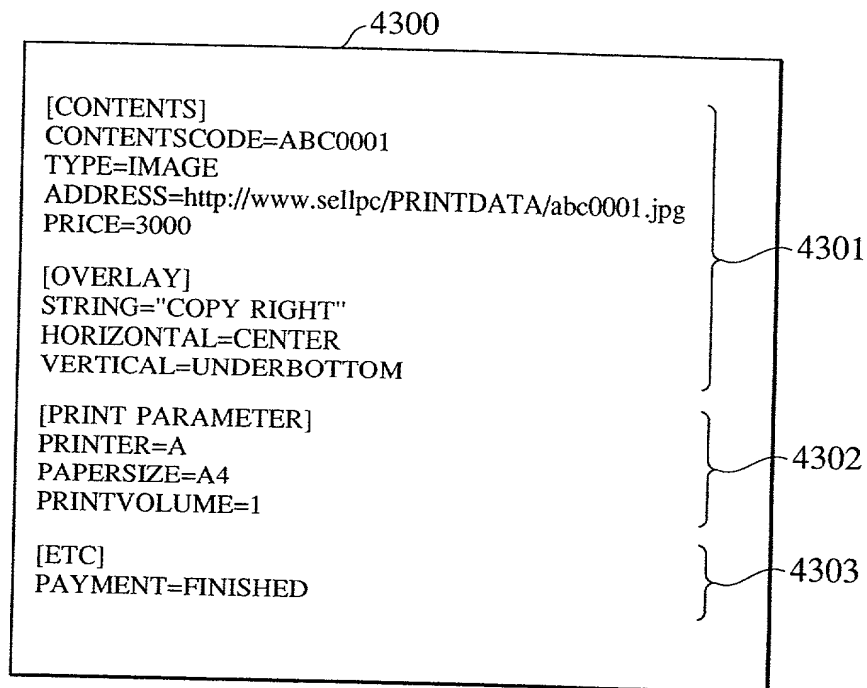 4300
[CONTENTS]
CONTENTSCODE=ABC0001
TYPE=IMAGE
ADDRESS=http://www.sellpc/PRINTDATA/abc0001.jpg
PRICE=3000
4301
[OVERLAY]
STRING="COPY RIGHT"
HORIZONTAL=CENTER
VERTICAL=UNDERBOTTOM
[PRINT PARAMETER]
PRINTER=A
PAPERSIZE=A4
PRINTVOLUME=1
4302
[ETC]
PAYMENT=FINISHED
4303